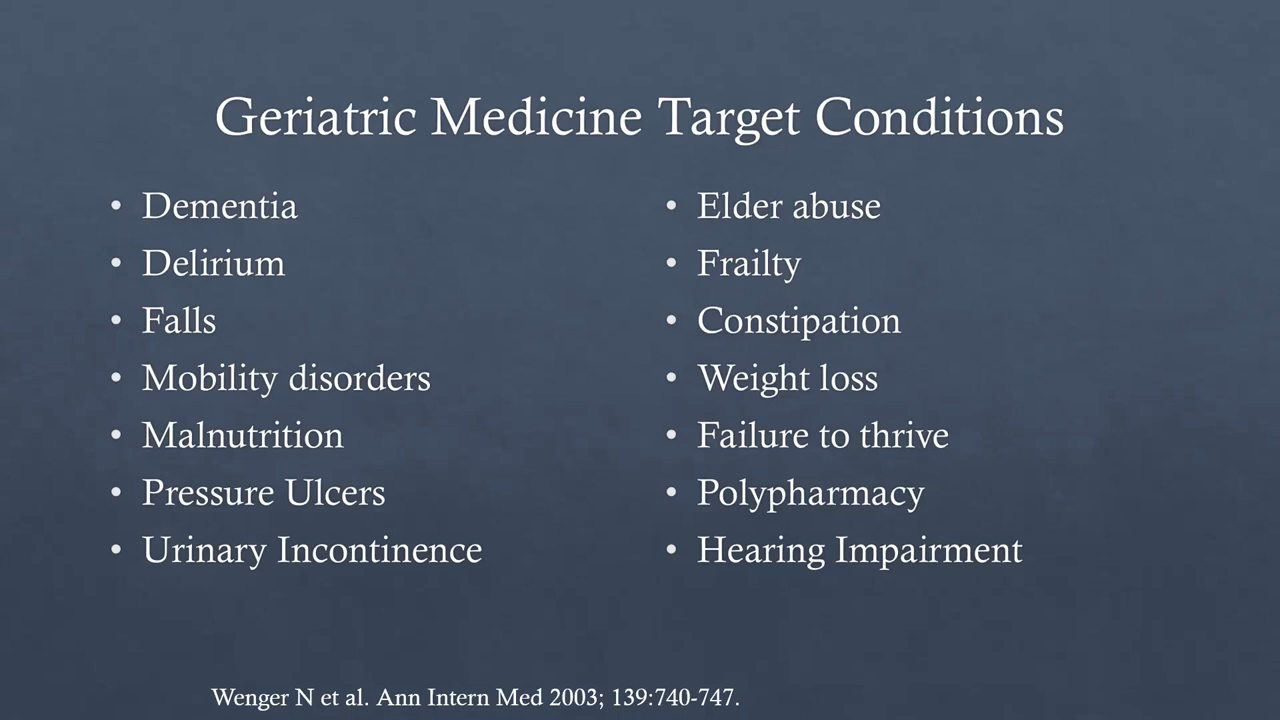 Geriatric Medicine Target Conditions
• Dementia
• Delirium
• Falls
• Mobility disorders
• Malnutrition
• Pressure Ulcers
• Urinary Incontinence
• Elder abuse
• Frailty
• Constipation
• Weight loss
• Failure to thrive
• Polypharmacy
• Hearing Impairment
Wenger N et al. Ann Intern Med 2003; 139:740-747.